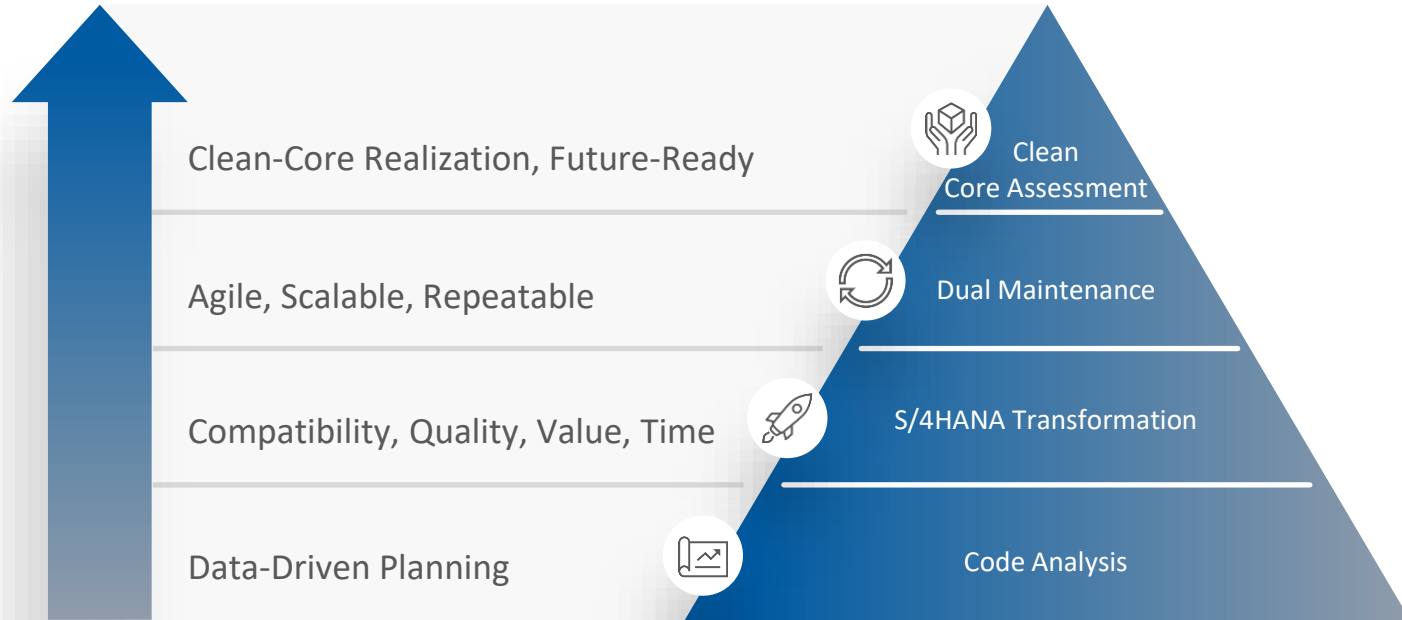 Clean-Core Realization, Future-Ready
Clean
Core Assessment
Agile, Scalable, Repeatable
Dual Maintenance
Compatibility, Quality, Value, Time
S/4HANA Transformation
Data-Driven Planning
Code Analysis